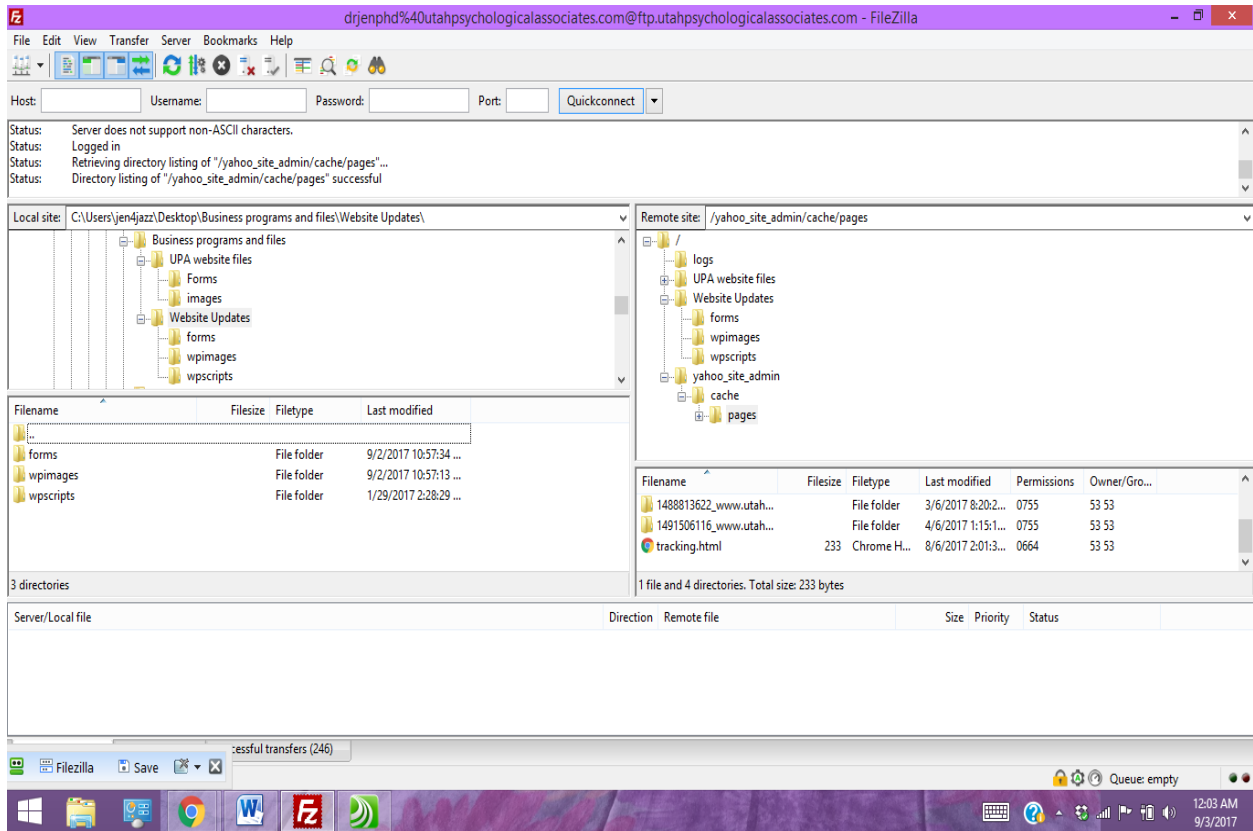 drjenphd%40utahpsychologicalassociates.com@ftp.utahpsychologicalassociates.com - FileZilla
File Edit View Transfer Server Bookmarks Help
Host: Username: Password: Port: Quickconnect
Status: Server does not support non-ASCII characters.
Status: Logged in
Status: Retrieving directory listing of "/yahoo_site_admin/cache/pages"...
Status: Directory listing of "/yahoo_site_admin/cache/pages" successful
Local site: C:\Users\jen4jazz\Desktop\Business programs and files\Website Updates\
Business programs and files
UPA website files
Forms
images
Website Updates
forms
wpimages
wpscripts
Filename Filesize Filetype Last modified
..
forms File folder 9/2/2017 10:57:34 ...
wpimages File folder 9/2/2017 10:57:13 ...
wpscripts File folder 1/29/2017 2:28:29 ...
3 directories
Remote site: /yahoo_site_admin/cache/pages
/
logs
UPA website files
Website Updates
forms
wpimages
wpscripts
yahoo_site_admin
cache
pages
Filename Filesize Filetype Last modified Permissions Owner/Gro...
1488813622_www.utah... File folder 3/6/2017 8:20:2... 0755 53 53
1491506116_www.utah... File folder 4/6/2017 1:15:1... 0755 53 53
tracking.html 233 Chrome H... 8/6/2017 2:01:3... 0664 53 53
1 file and 4 directories. Total size: 233 bytes
Server/Local file Direction Remote file Size Priority Status
cessful transfers (246)
Filezilla Save
Queue: empty
12:03 AM
9/3/2017